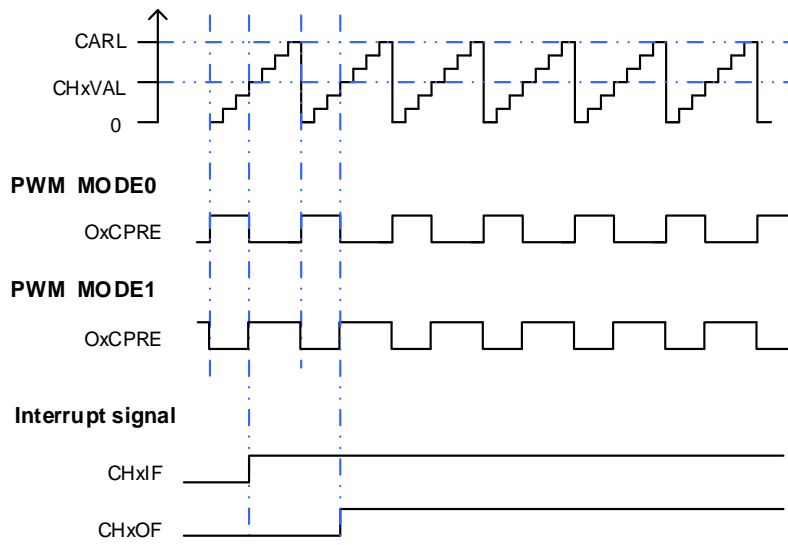 CARL
CHxVAL
0
PWM MODE0
OxCPRE
PWM MODE1
OxCPRE
Interrupt signal
CHxIF
CHxOF